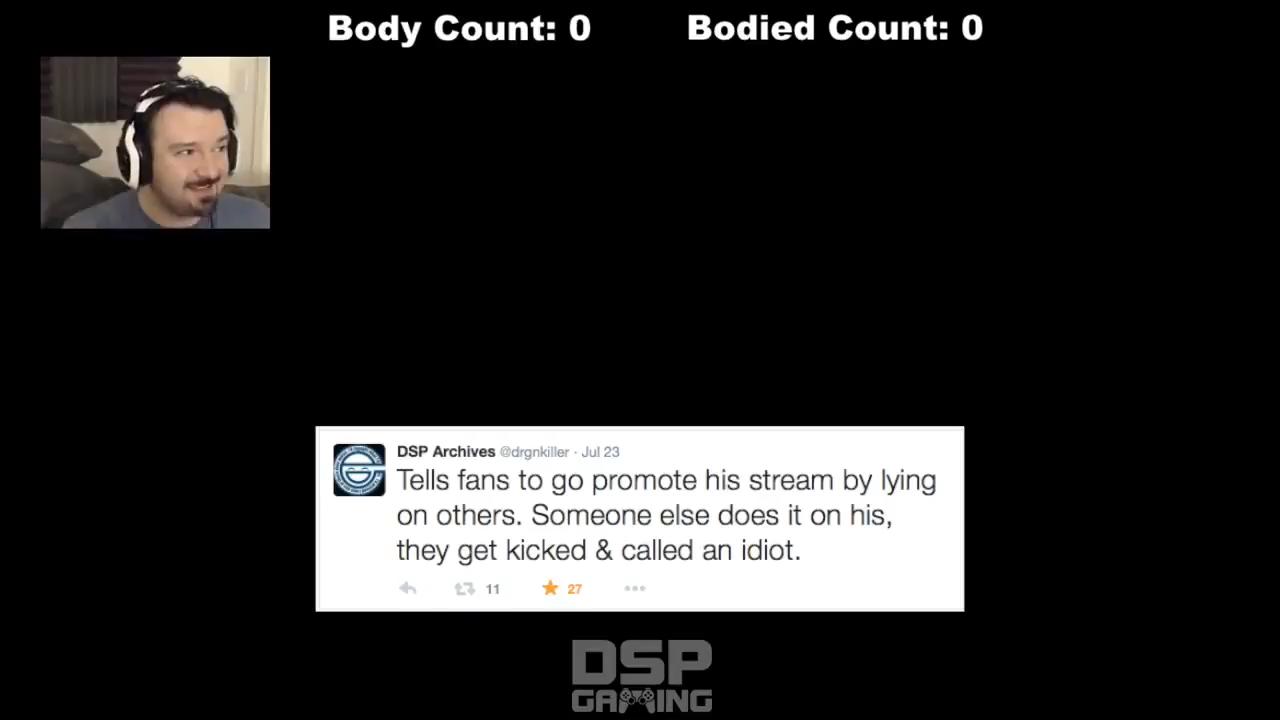 Body Count: 0 Bodied Count: 0
DSP Archives @drgnkiller · Jul 23
Tells fans to go promote his stream by lying
on others. Someone else does it on his,
they get kicked & called an idiot.
11 27
DSP
GAMING